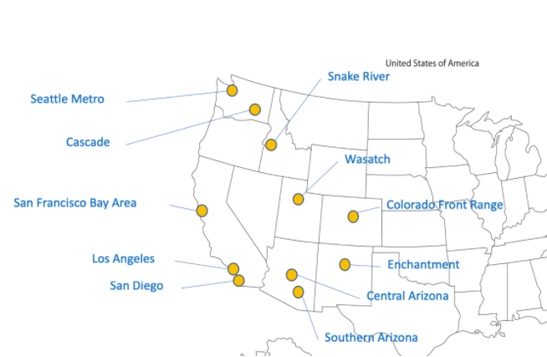 United States of America
Snake River
Seattle Metro
Cascade
Wasatch
San Francisco Bay Area
Colorado Front Range
Los Angeles
Enchantment
San Diego
Central Arizona
Southern Arizona